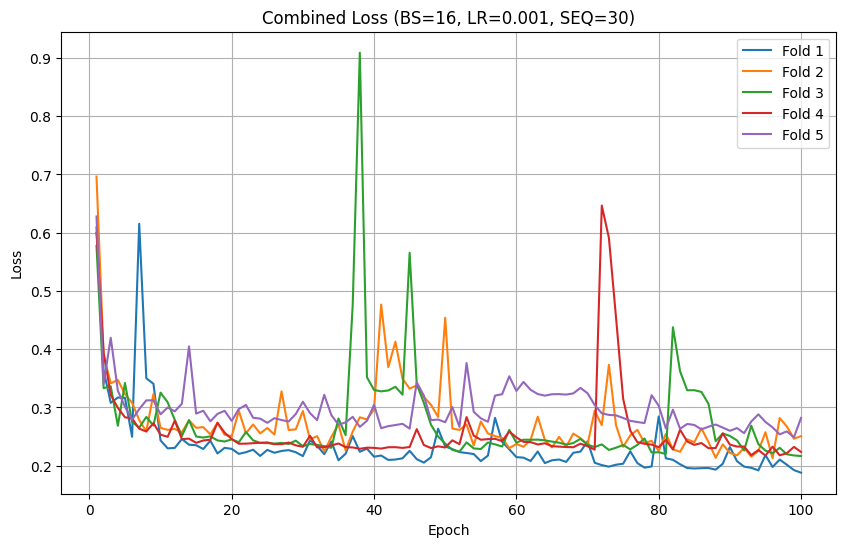 Combined Loss (BS=16, LR=0.001, SEQ=30)
Fold 1
Fold 2
Fold 3
Fold 4
Fold 5
0.9
0.8
0.7
0.6
0.5
0.4
0.3
0.2
Loss
0
20
40
60
80
100
Epoch